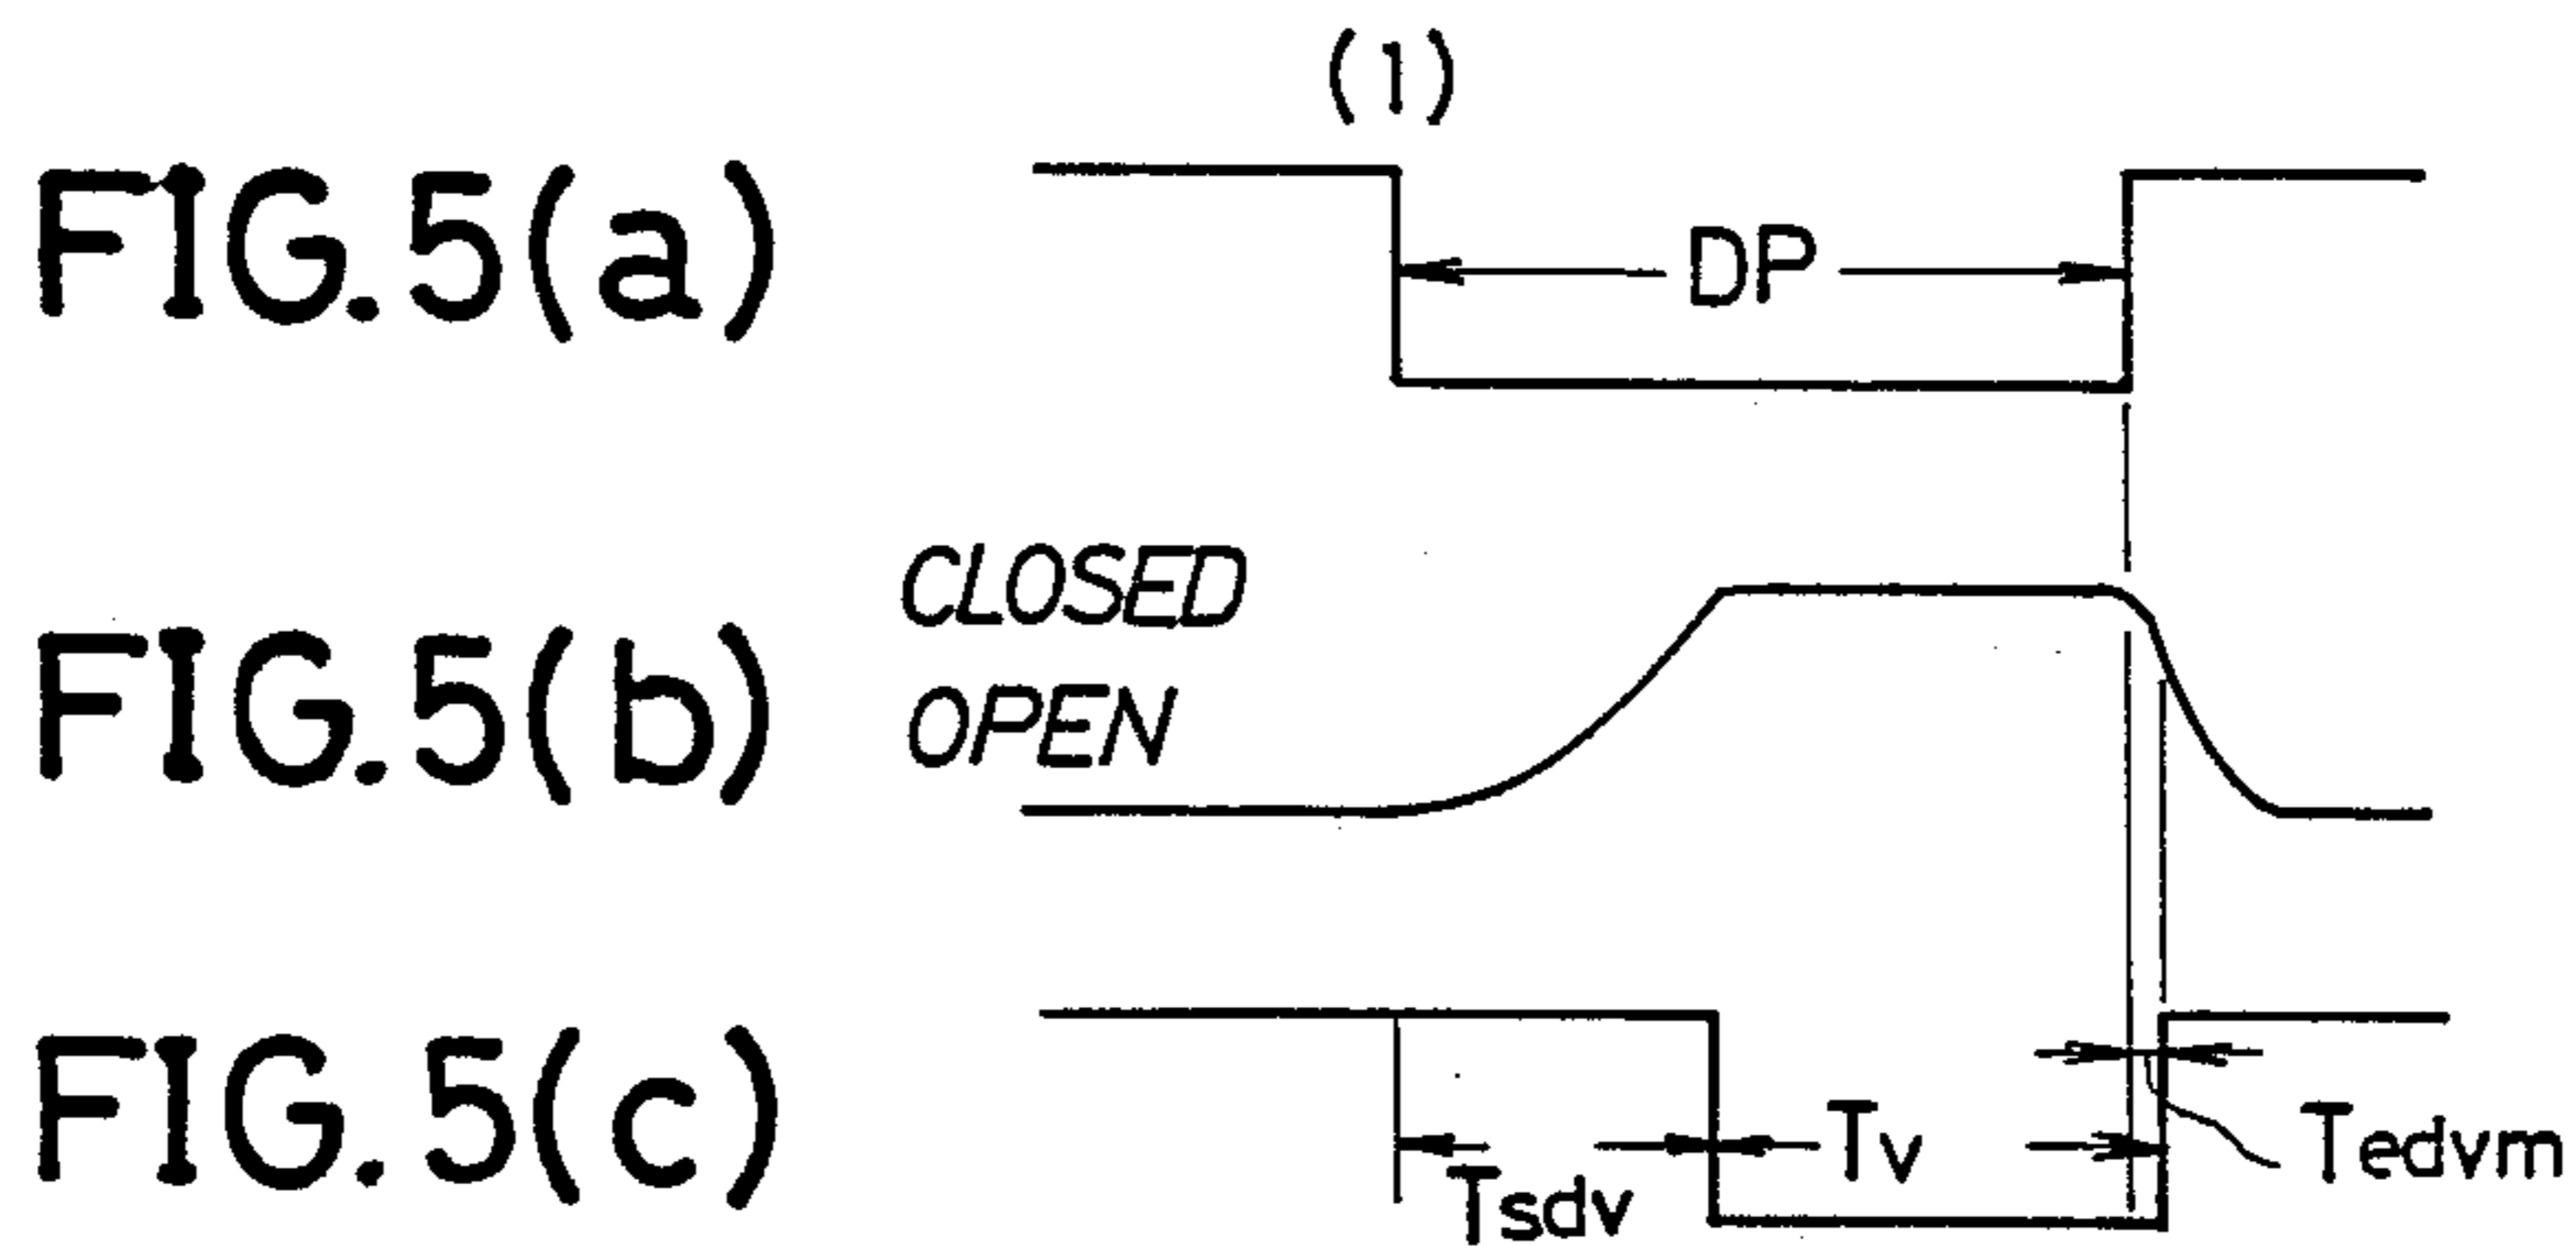 (1)
FIG.5(a)
DP
CLOSED
FIG.5(b)
OPEN
FIG.5(c)
Tsdv
Tv
Tedvm